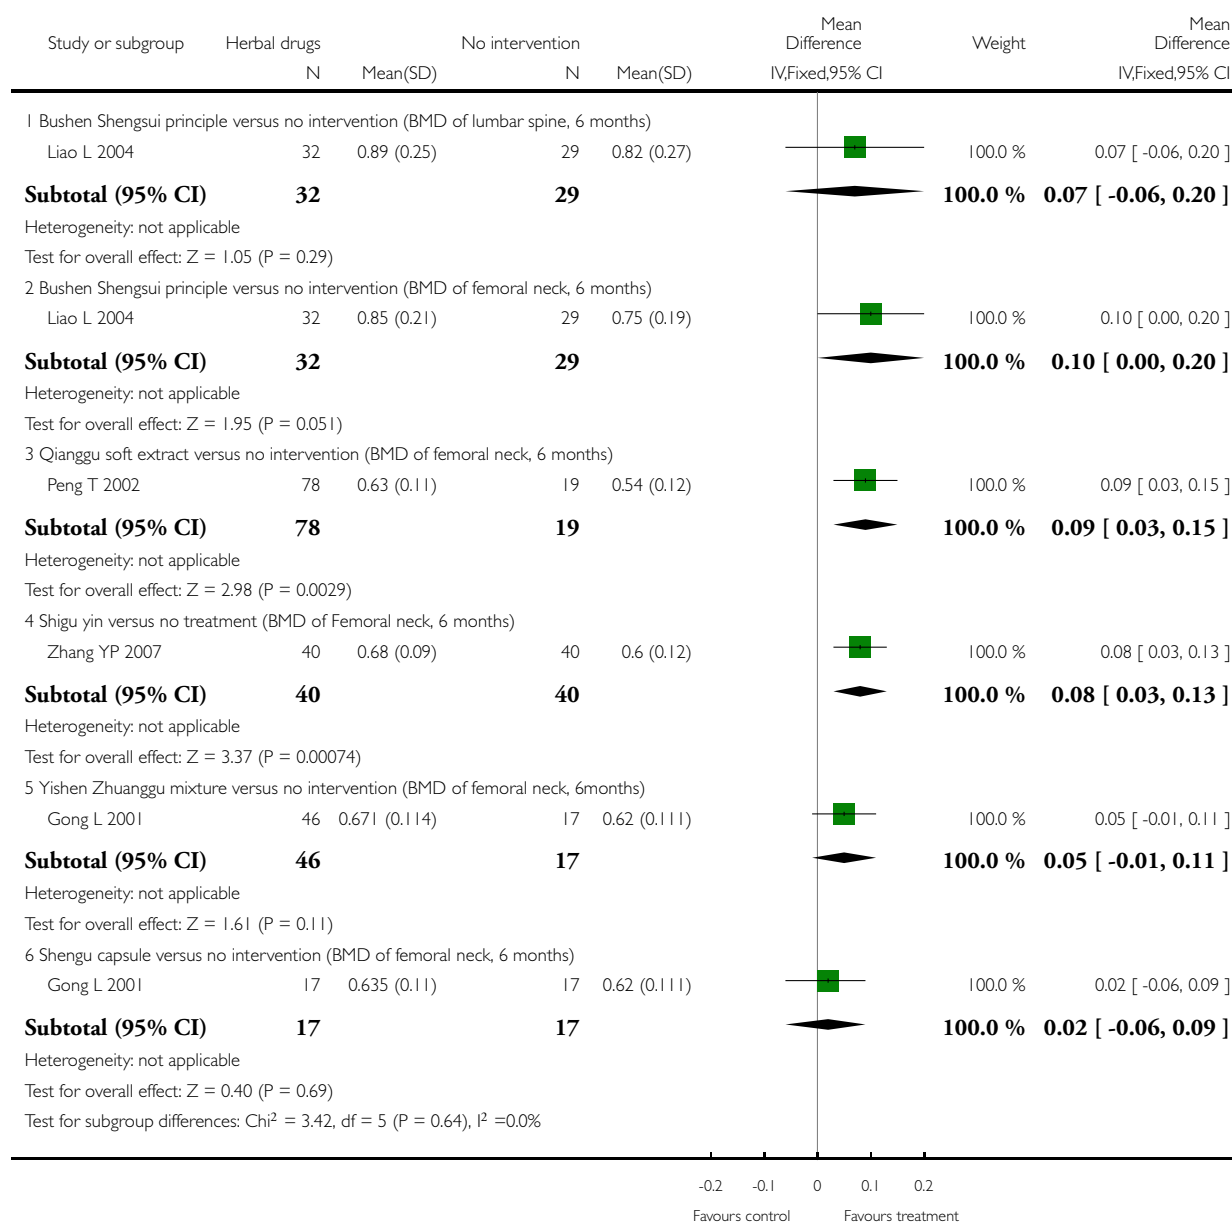 Study or subgroup Herbal drugs No intervention Mean Difference Weight Mean Difference
N Mean(SD) N Mean(SD) IV,Fixed,95% CI IV,Fixed,95% CI
1 Bushen Shengsui principle versus no intervention (BMD of lumbar spine, 6 months)
Liao L 2004 32 0.89 (0.25) 29 0.82 (0.27) 100.0 % 0.07 [ -0.06, 0.20 ]
Subtotal (95% CI) 32 29 100.0 % 0.07 [ -0.06, 0.20 ]
Heterogeneity: not applicable
Test for overall effect: Z = 1.05 (P = 0.29)
2 Bushen Shengsui principle versus no intervention (BMD of femoral neck, 6 months)
Liao L 2004 32 0.85 (0.21) 29 0.75 (0.19) 100.0 % 0.10 [ 0.00, 0.20 ]
Subtotal (95% CI) 32 29 100.0 % 0.10 [ 0.00, 0.20 ]
Heterogeneity: not applicable
Test for overall effect: Z = 1.95 (P = 0.051)
3 Qianggu soft extract versus no intervention (BMD of femoral neck, 6 months)
Peng T 2002 78 0.63 (0.11) 19 0.54 (0.12) 100.0 % 0.09 [ 0.03, 0.15 ]
Subtotal (95% CI) 78 19 100.0 % 0.09 [ 0.03, 0.15 ]
Heterogeneity: not applicable
Test for overall effect: Z = 2.98 (P = 0.0029)
4 Shigu yin versus no treatment (BMD of Femoral neck, 6 months)
Zhang YP 2007 40 0.68 (0.09) 40 0.6 (0.12) 100.0 % 0.08 [ 0.03, 0.13 ]
Subtotal (95% CI) 40 40 100.0 % 0.08 [ 0.03, 0.13 ]
Heterogeneity: not applicable
Test for overall effect: Z = 3.37 (P = 0.00074)
5 Yishen Zhuanggu mixture versus no intervention (BMD of femoral neck, 6months)
Gong L 2001 46 0.671 (0.114) 17 0.62 (0.111) 100.0 % 0.05 [ -0.01, 0.11 ]
Subtotal (95% CI) 46 17 100.0 % 0.05 [ -0.01, 0.11 ]
Heterogeneity: not applicable
Test for overall effect: Z = 1.61 (P = 0.11)
6 Shengu capsule versus no intervention (BMD of femoral neck, 6 months)
Gong L 2001 17 0.635 (0.11) 17 0.62 (0.111) 100.0 % 0.02 [ -0.06, 0.09 ]
Subtotal (95% CI) 17 17 100.0 % 0.02 [ -0.06, 0.09 ]
Heterogeneity: not applicable
Test for overall effect: Z = 0.40 (P = 0.69)
Test for subgroup differences: Chi² = 3.42, df = 5 (P = 0.64), I² =0.0%
-0.2 -0.1 0 0.1 0.2
Favours control Favours treatment